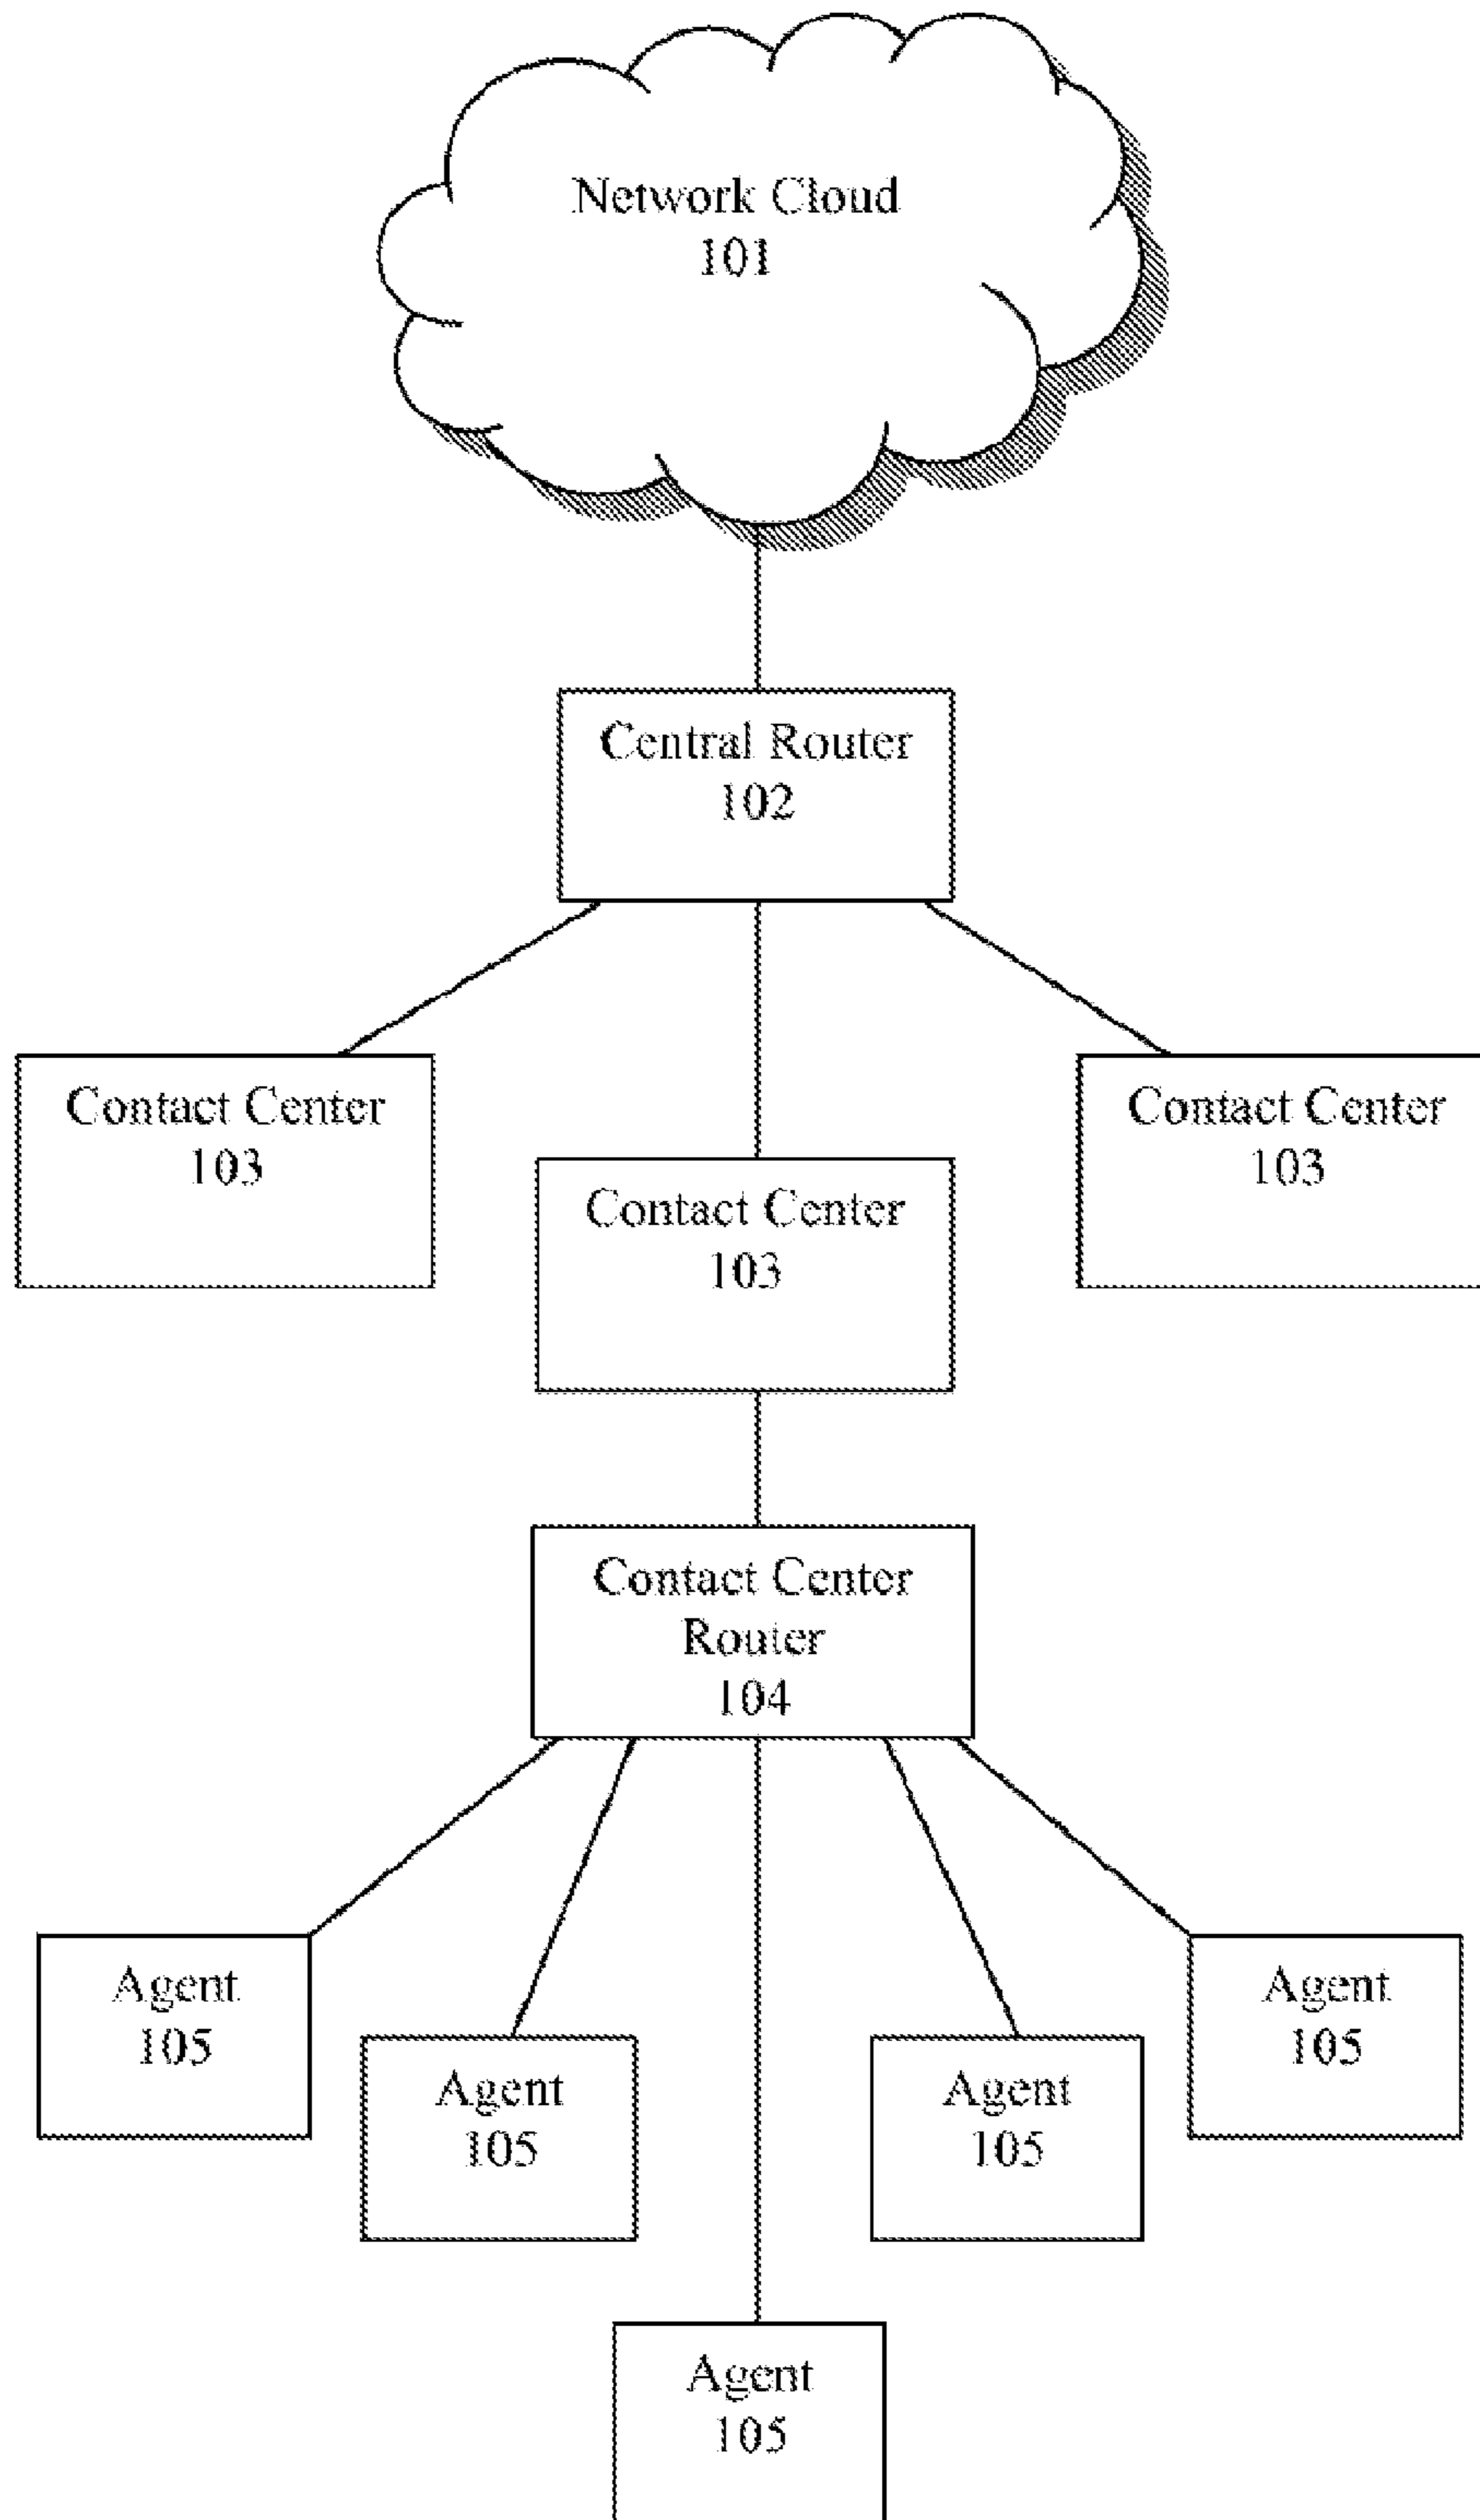 Network Cloud
101
Central Router
102
Contact Center
103
Contact Center
103
Contact Center
103
Contact Center
Router
104
Agent
105
Agent
105
Agent
105
Agent
105
Agent
105